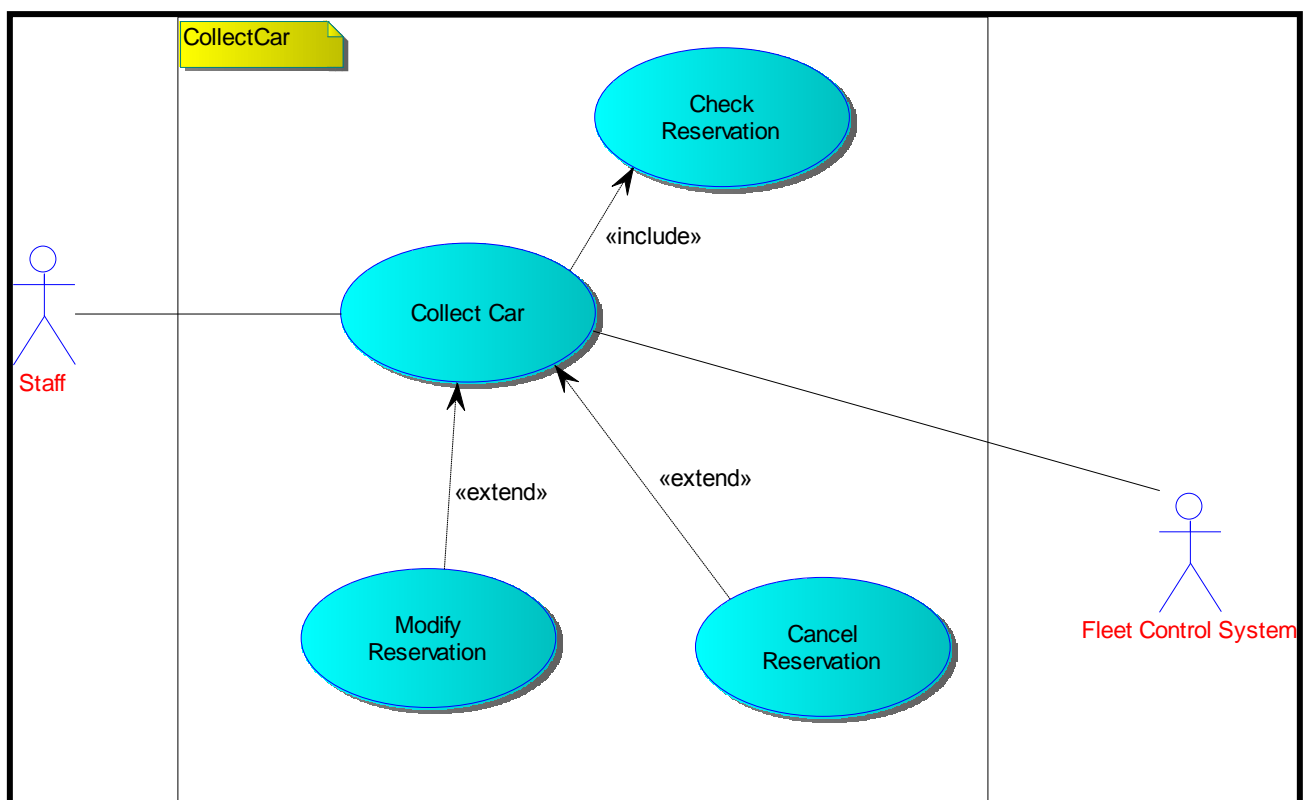 CollectCar
Check
Reservation
«include»
Collect Car
Staff
«extend»
«extend»
Modify
Reservation
Cancel
Reservation
Fleet Control System